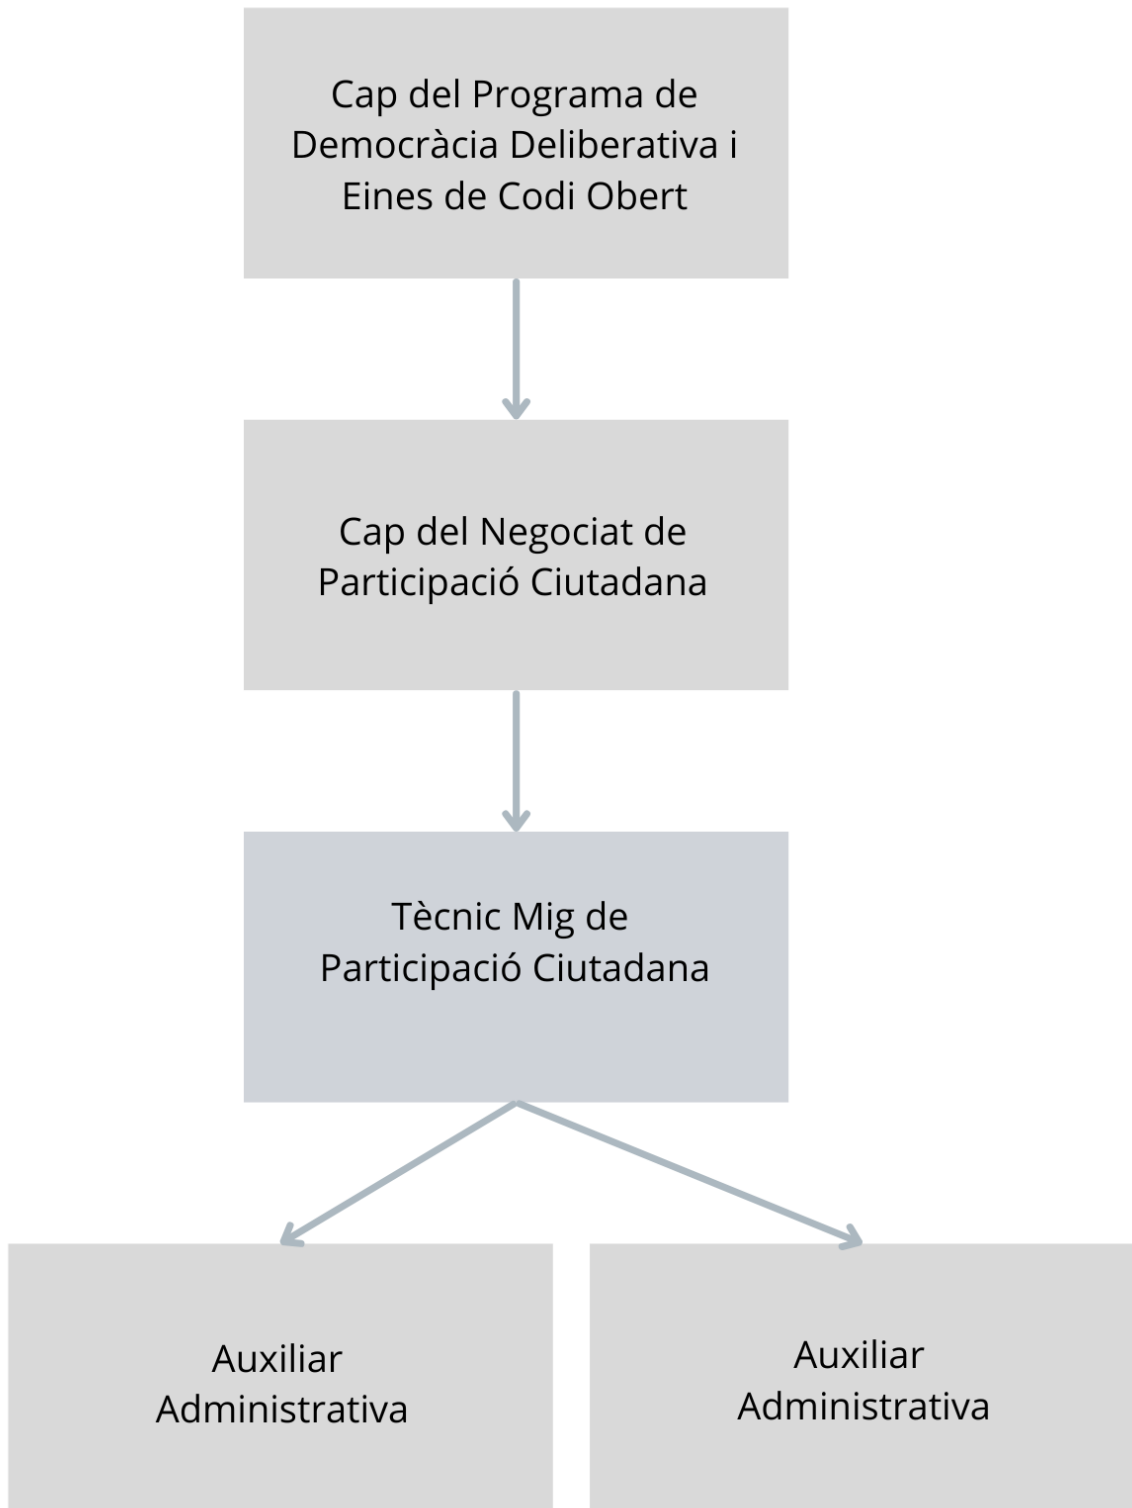 Cap del Programa de
Democràcia Deliberativa i
Eines de Codi Obert
Cap del Negociat de
Participació Ciutadana
Tècnic Mig de
Participació Ciutadana
Auxiliar
Administrativa
Auxiliar
Administrativa